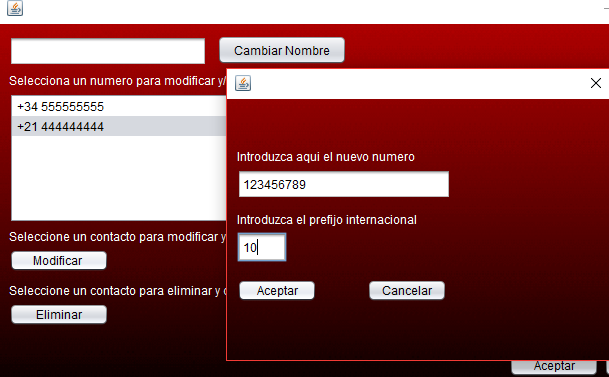 Cambiar Nombre
Selecciona un numero para modificar y/
+34 555555555
+21 444444444
Seleccione un contacto para modificar y
Modificar
Seleccione un contacto para eliminar y
Eliminar
Introduzca aqui el nuevo numero
123456789
Introduzca el prefijo internacional
10
Aceptar
Cancelar
Aceptar